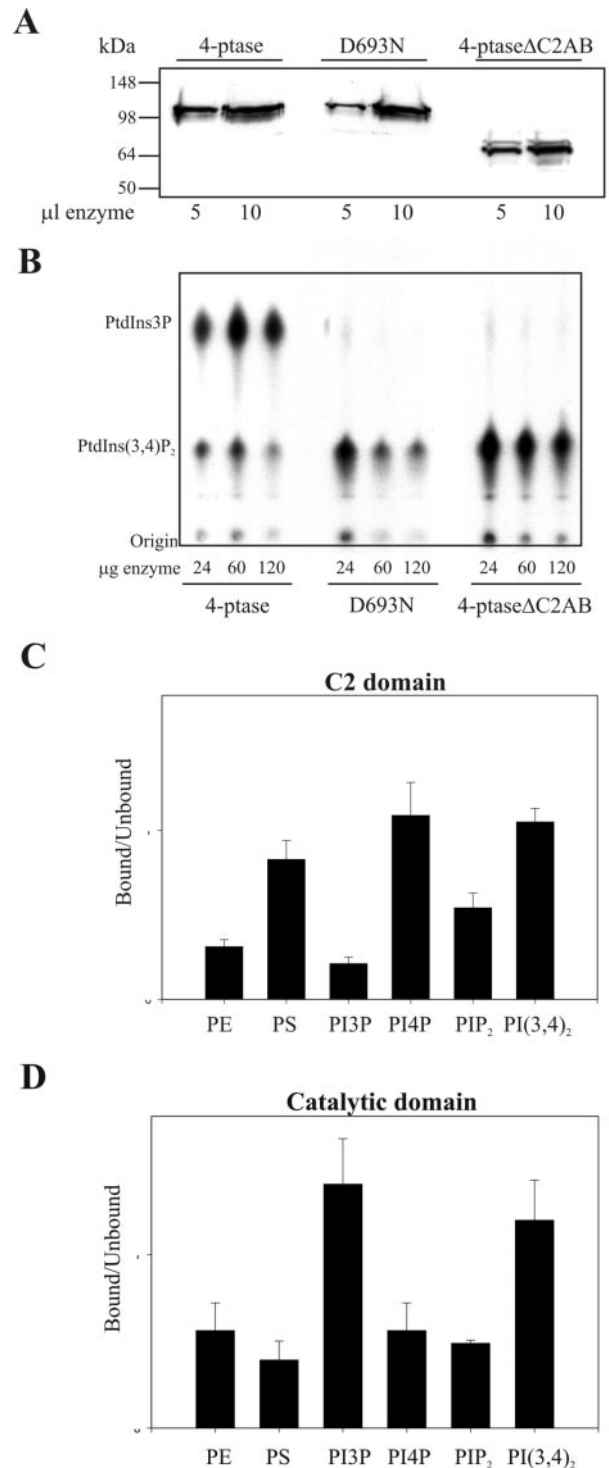 A
kDa
4-ptase D693N 4-ptaseΔC2AB
148
98
64
50
μl enzyme 5 10 5 10 5 10
B
PtdIns3P
PtdIns(3,4)P₂
Origin
μg enzyme 24 60 120 24 60 120 24 60 120
4-ptase D693N 4-ptaseΔC2AB
C
C2 domain
Bound/Unbound
PE PS PI3P PI4P PIP₂ PI(3,4)₂
D
Catalytic domain
Bound/Unbound
PE PS PI3P PI4P PIP₂ PI(3,4)₂